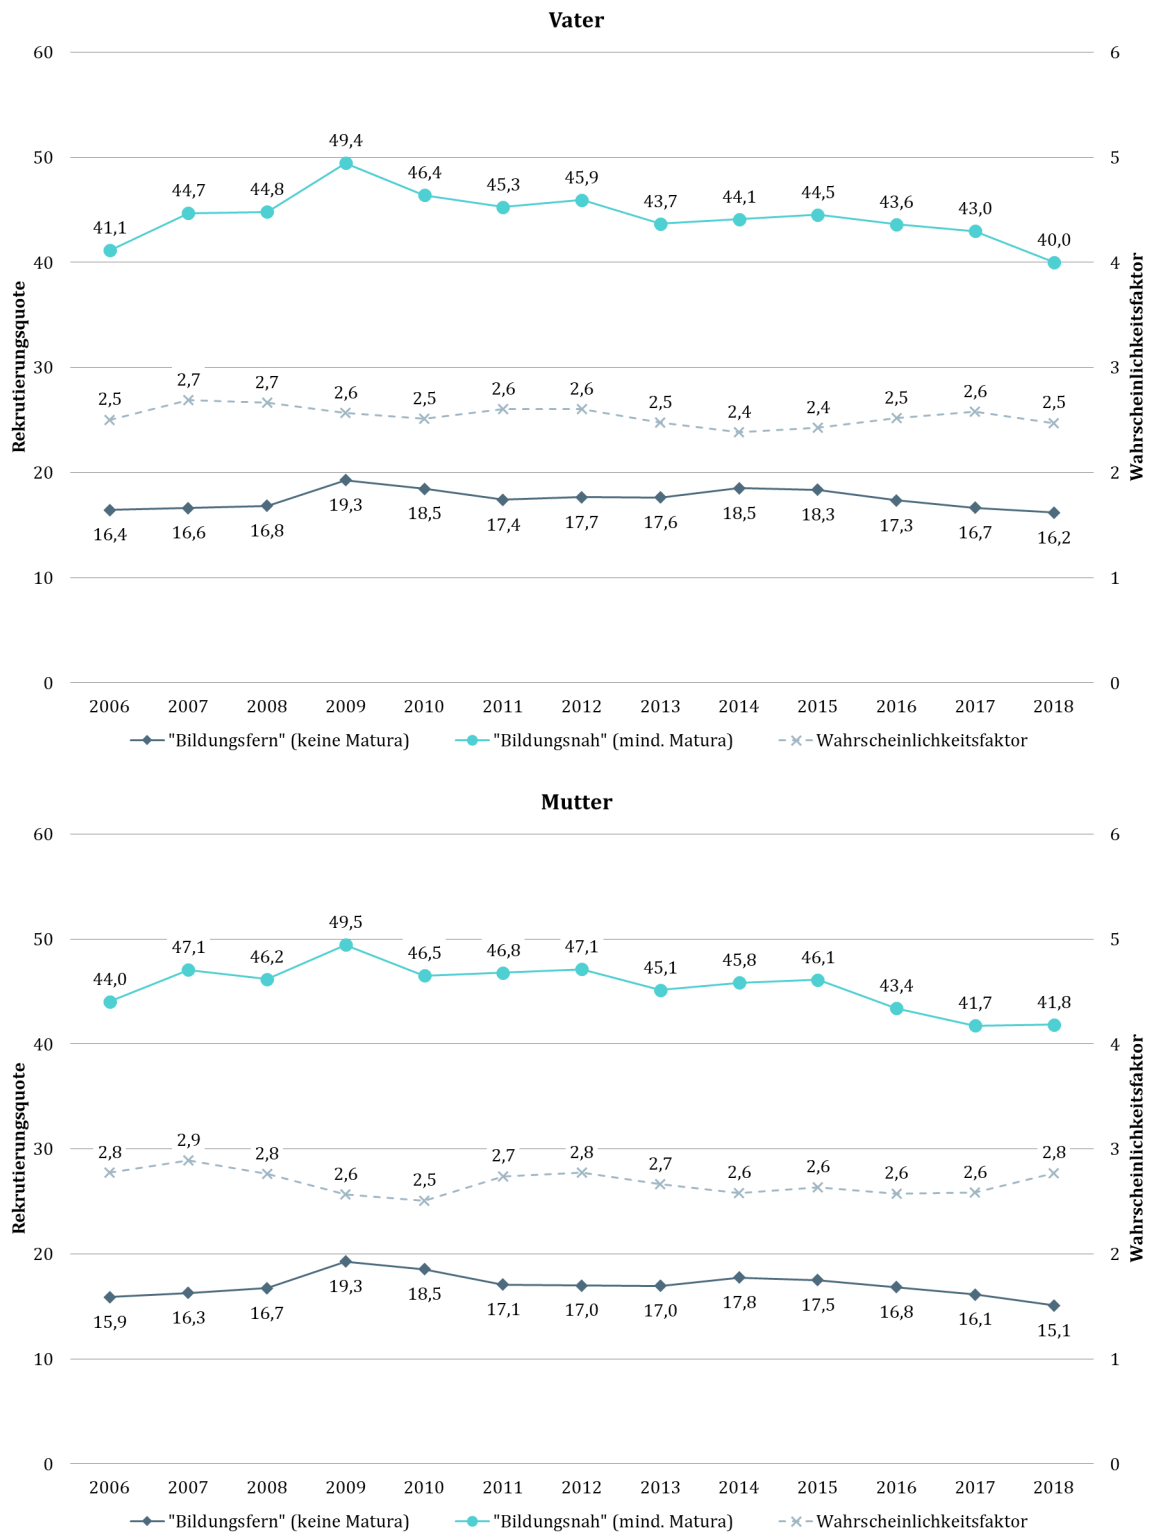 Vater
60 6
50 5
40 4
30 3
20 2
10 1
0 0
Rekrutierungsquote
Wahrscheinlichkeitsfaktor
41,1 44,7 44,8 49,4 46,4 45,3 45,9 43,7 44,1 44,5 43,6 43,0 40,0
2,5 2,7 2,7 2,6 2,5 2,6 2,6 2,5 2,4 2,4 2,5 2,6 2,5
16,4 16,6 16,8 19,3 18,5 17,4 17,7 17,6 18,5 18,3 17,3 16,7 16,2
2006 2007 2008 2009 2010 2011 2012 2013 2014 2015 2016 2017 2018
"Bildungsfern" (keine Matura) "Bildungsnah" (mind. Matura) Wahrscheinlichkeitsfaktor
Mutter
60 6
50 5
40 4
30 3
20 2
10 1
0 0
Rekrutierungsquote
Wahrscheinlichkeitsfaktor
44,0 47,1 46,2 49,5 46,5 46,8 47,1 45,1 45,8 46,1 43,4 41,7 41,8
2,8 2,9 2,8 2,6 2,5 2,7 2,8 2,7 2,6 2,6 2,6 2,6 2,8
15,9 16,3 16,7 19,3 18,5 17,1 17,0 17,0 17,8 17,5 16,8 16,1 15,1
2006 2007 2008 2009 2010 2011 2012 2013 2014 2015 2016 2017 2018
"Bildungsfern" (keine Matura) "Bildungsnah" (mind. Matura) Wahrscheinlichkeitsfaktor